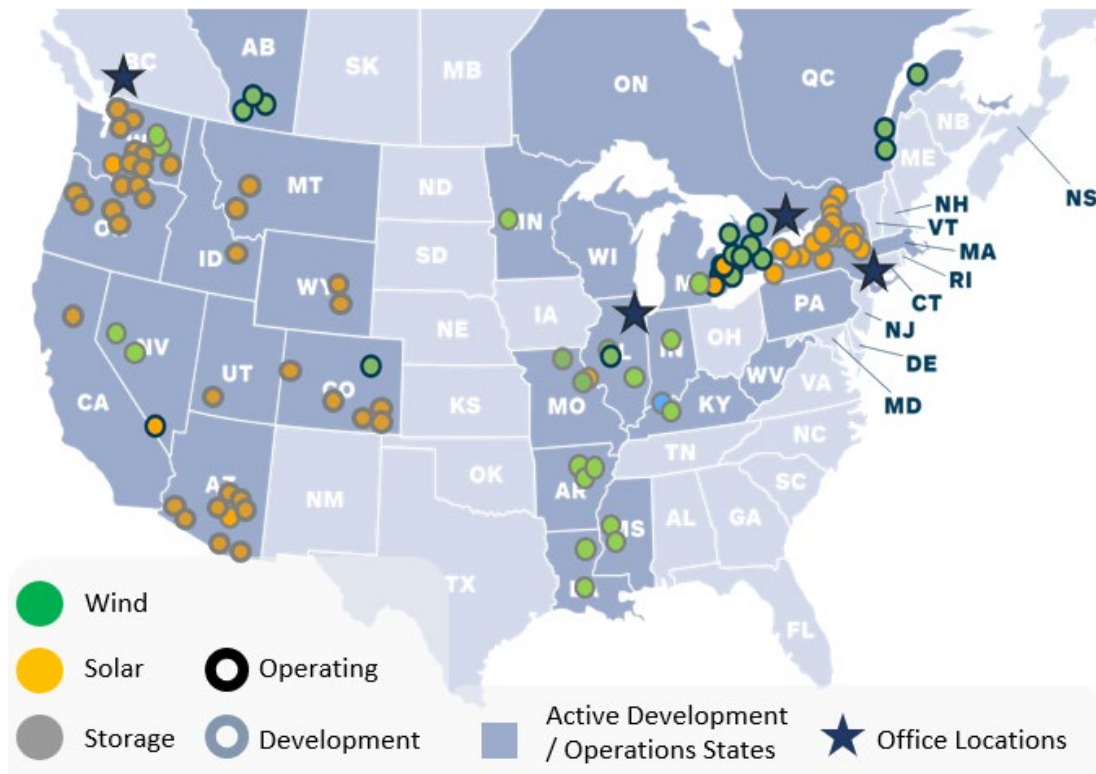 BC
AB
SK
MB
ON
QC
NB
ME
NS
MT
ND
NH
VT
ID
SD
WI
MA
WY
RI
CT
NE
IA
PA
NJ
NV
OH
DE
UT
CO
WV
VA
CA
KS
MO
KY
MD
NC
TN
OK
AZ
AR
SC
NM
MS
AL
GA
TX
FL
Wind
Solar
Operating
Storage
Development
Active Development
/ Operations States
Office Locations